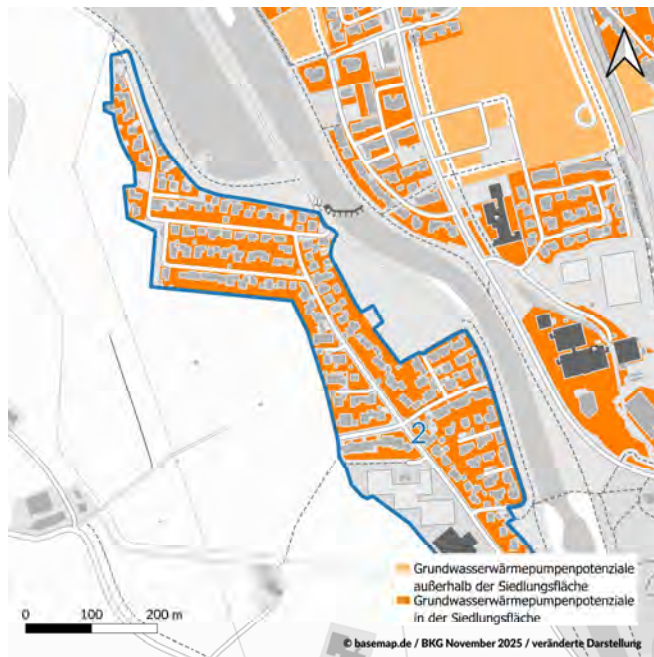 2
Grundwasserwärmepumpenpotenziale
außerhalb der Siedlungsfläche
Grundwasserwärmepumpenpotenziale
in der Siedlungsfläche
0 100 200 m
© basemap.de / BKG November 2025 / veränderte Darstellung